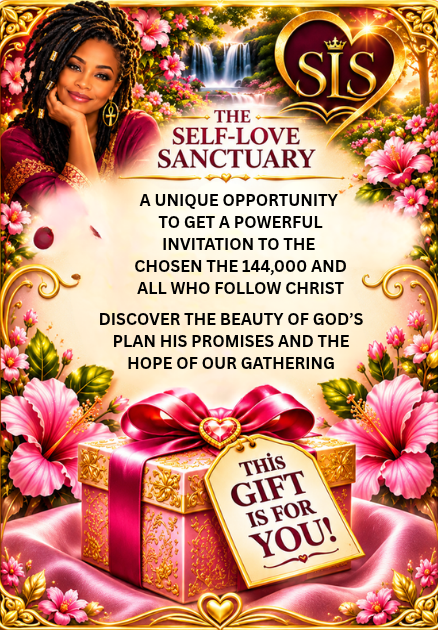 SIS
THE
SELF-LOVE
SANCTUARY
A UNIQUE OPPORTUNITY
TO GET A POWERFUL
INVITATION TO THE
CHOSEN THE 144,000 AND
ALL WHO FOLLOW CHRIST
DISCOVER THE BEAUTY OF GOD'S
PLAN HIS PROMISES AND THE
HOPE OF OUR GATHERING
THIS
GIFT
IS FOR
YOU!